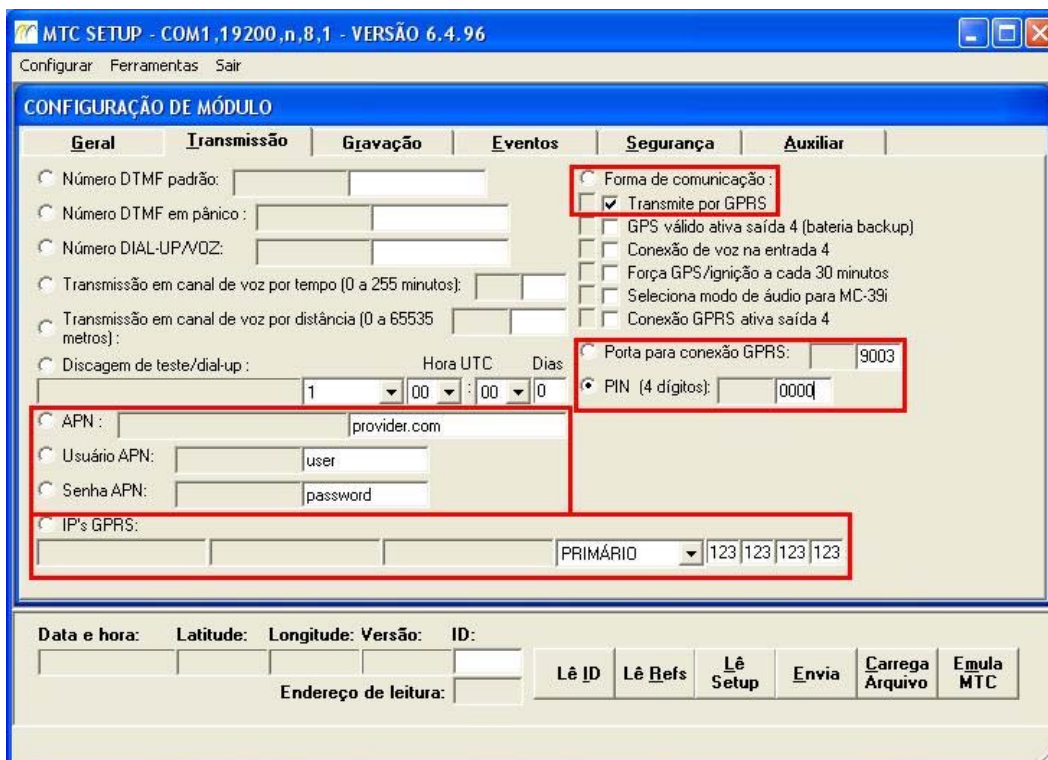 MTC SETUP - COM1,19200,n,8,1 - VERSÃO 6.4.96
Configurar Ferramentas Sair
CONFIGURAÇÃO DE MÓDULO
Geral Transmissão Gravação Eventos Segurança Auxiliar
Número DTMF padrão:
Número DTMF em pânico :
Número DIAL-UP/VOZ:
Transmissão em canal de voz por tempo (0 a 255 minutos):
Transmissão em canal de voz por distância (0 a 65535
metros) :
Discagem de teste/dial-up : Hora UTC Dias
1 00 : 00 0
APN : provider.com
Usuário APN: user
Senha APN: password
Forma de comunicação :
Transmite por GPRS
GPS válido ativa saída 4 (bateria backup)
Conexão de voz na entrada 4
Força GPS/ignição a cada 30 minutos
Seleciona modo de áudio para MC-39i
Conexão GPRS ativa saída 4
Porta para conexão GPRS: 9003
PIN (4 dígitos): 0000
IP's GPRS:
PRIMÁRIO 123 123 123 123
Data e hora: Latitude: Longitude: Versão: ID:
Endereço de leitura:
Lê ID Lê Refs Lê Setup Envia Carrega Arquivo Emula MTC